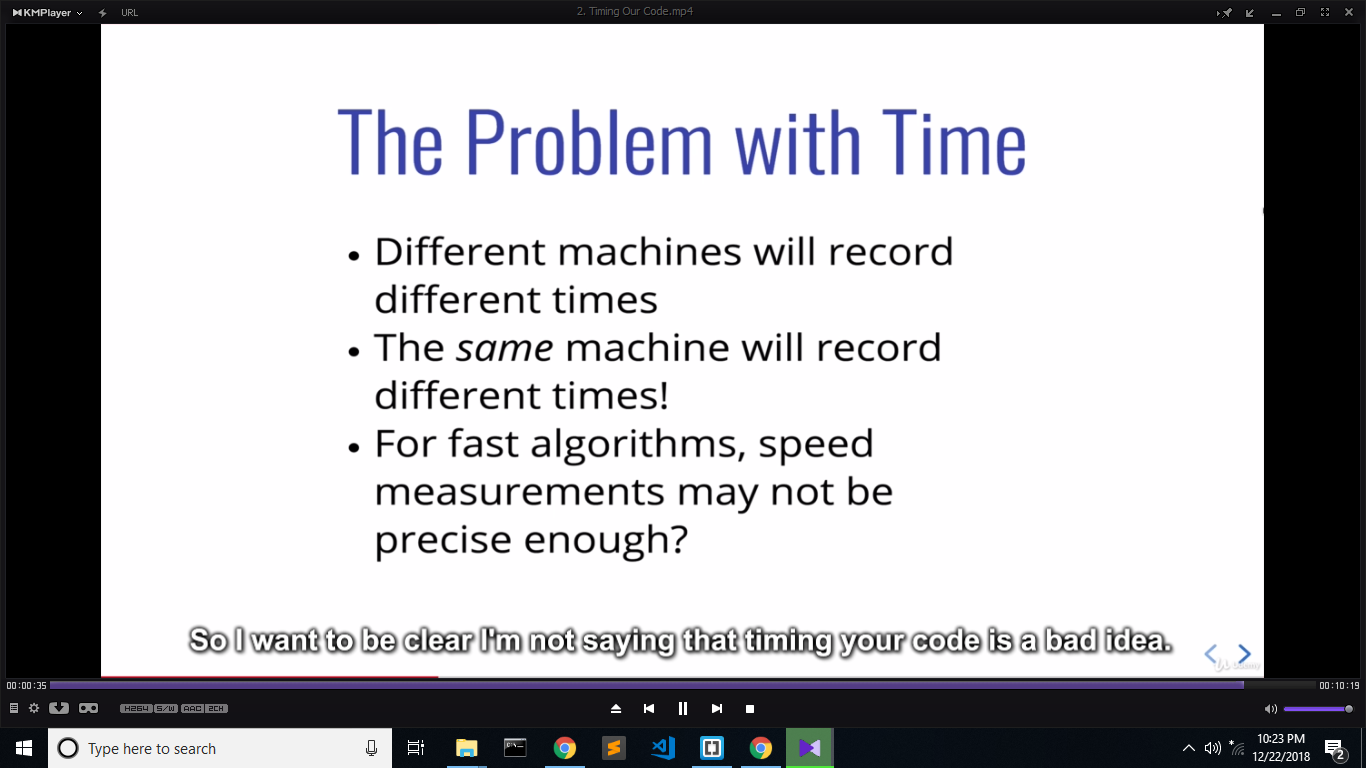 KMPlayer URL 2. Timing Our Code.mp4
The Problem with Time
• Different machines will record
different times
• The same machine will record
different times!
• For fast algorithms, speed
measurements may not be
precise enough?
So I want to be clear I'm not saying that timing your code is a bad idea.
Udemy
00:00:35 00:10:19
H264 S/W AAC 2CH
Type here to search
10:23 PM
12/22/2018
2